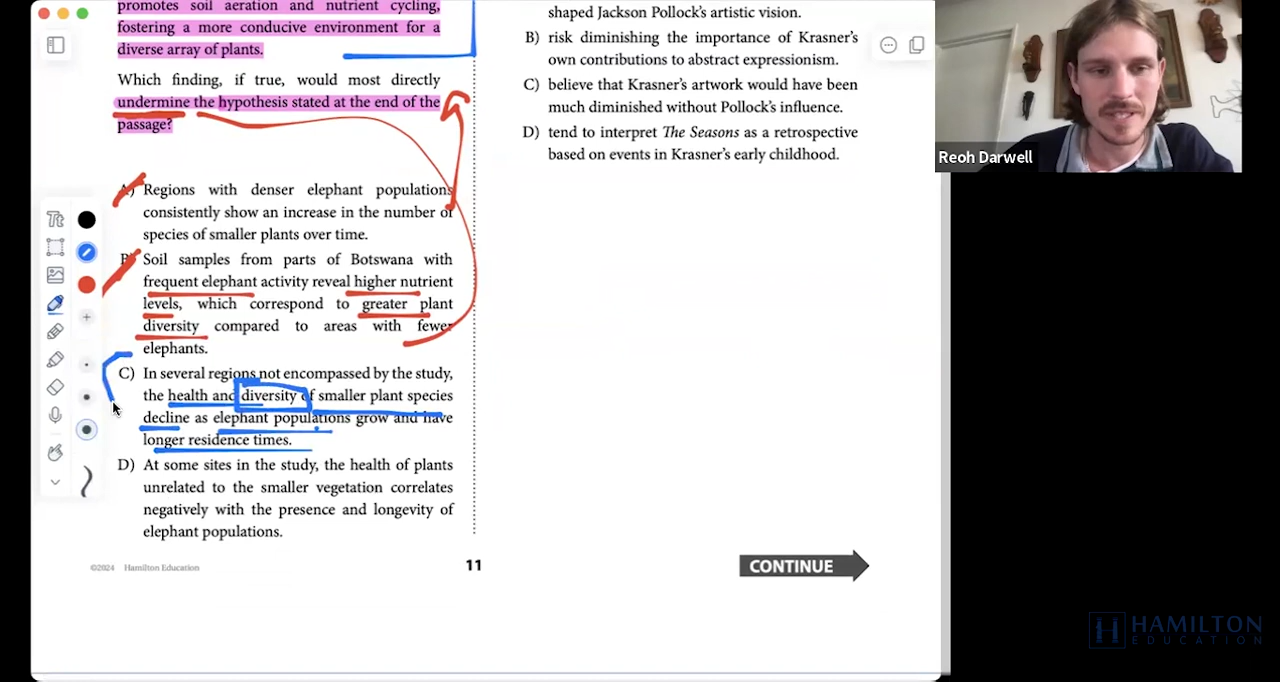 promotes soil aeration and nutrient cycling,
fostering a more conducive environment for a
diverse array of plants.
Which finding, if true, would most directly
undermine the hypothesis stated at the end of the
passage?
A) Regions with denser elephant populations
consistently show an increase in the number of
species of smaller plants over time.
B) Soil samples from parts of Botswana with
frequent elephant activity reveal higher nutrient
levels, which correspond to greater plant
diversity compared to areas with fewer
elephants.
C) In several regions not encompassed by the study,
the health and diversity of smaller plant species
decline as elephant populations grow and have
longer residence times.
D) At some sites in the study, the health of plants
unrelated to the smaller vegetation correlates
negatively with the presence and longevity of
elephant populations.
shaped Jackson Pollock's artistic vision.
B) risk diminishing the importance of Krasner's
own contributions to abstract expressionism.
C) believe that Krasner's artwork would have been
much diminished without Pollock's influence.
D) tend to interpret The Seasons as a retrospective
based on events in Krasner's early childhood.
Reoh Darwell
Tt
©2024 Hamilton Education
11
CONTINUE
HAMILTON
EDUCATION